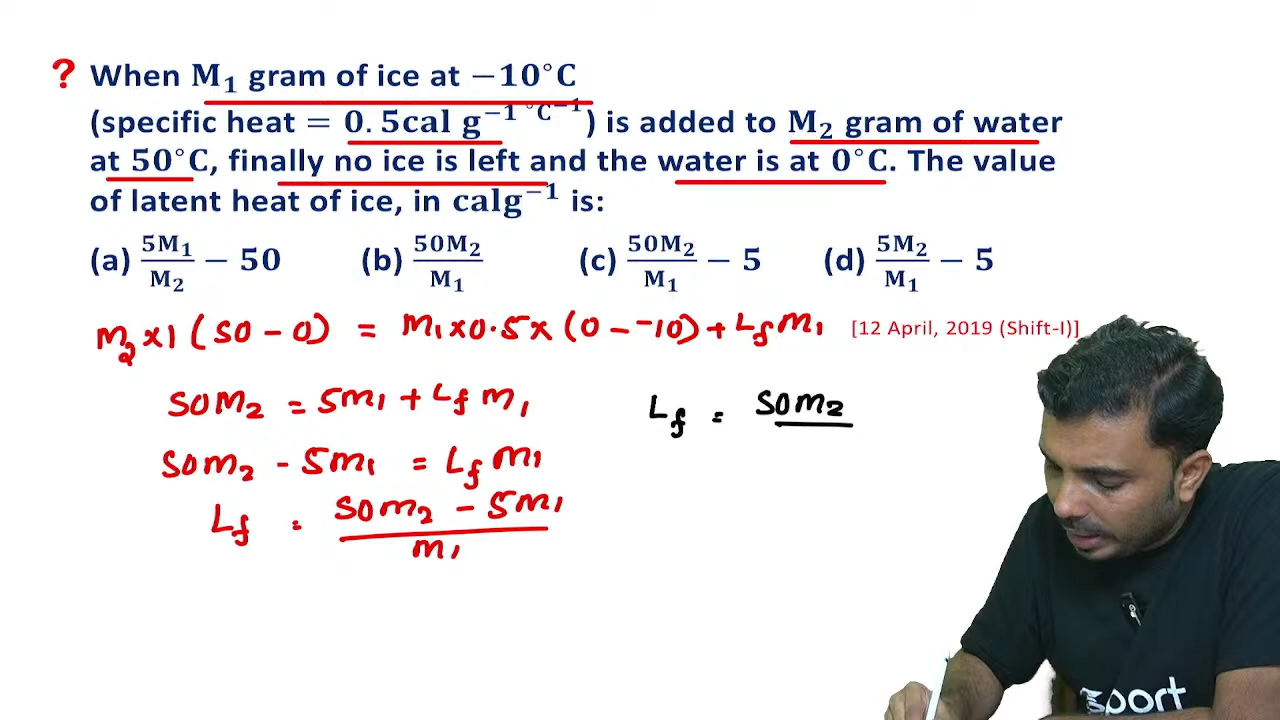 ? When M₁ gram of ice at −10°C
(specific heat = 0.5cal g⁻¹ °C⁻¹) is added to M₂ gram of water
at 50°C, finally no ice is left and the water is at 0°C. The value
of latent heat of ice, in calg⁻¹ is:
(a) 5M₁/M₂ − 50 (b) 50M₂/M₁ (c) 50M₂/M₁ − 5 (d) 5M₂/M₁ − 5
m₂×1 (50 − 0) = m₁×0.5×(0 − −10) + Lf m₁ [12 April, 2019 (Shift-I)]
50m₂ = 5m₁ + Lf m₁
Lf = 50m₂
50m₂ − 5m₁ = Lf m₁
Lf = 50m₂ − 5m₁ / m₁
port